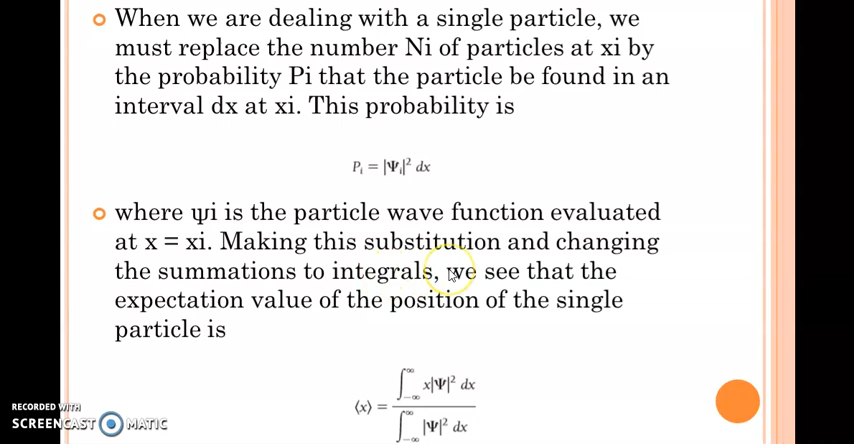 When we are dealing with a single particle, we
must replace the number Ni of particles at xi by
the probability Pi that the particle be found in an
interval dx at xi. This probability is
Pᵢ = |Ψᵢ|² dx
where ψi is the particle wave function evaluated
at x = xi. Making this substitution and changing
the summations to integrals, we see that the
expectation value of the position of the single
particle is
⟨x⟩ = ∫_{-∞}^{∞} x|Ψ|² dx / ∫_{-∞}^{∞} |Ψ|² dx
RECORDED WITH
SCREENCAST MATIC